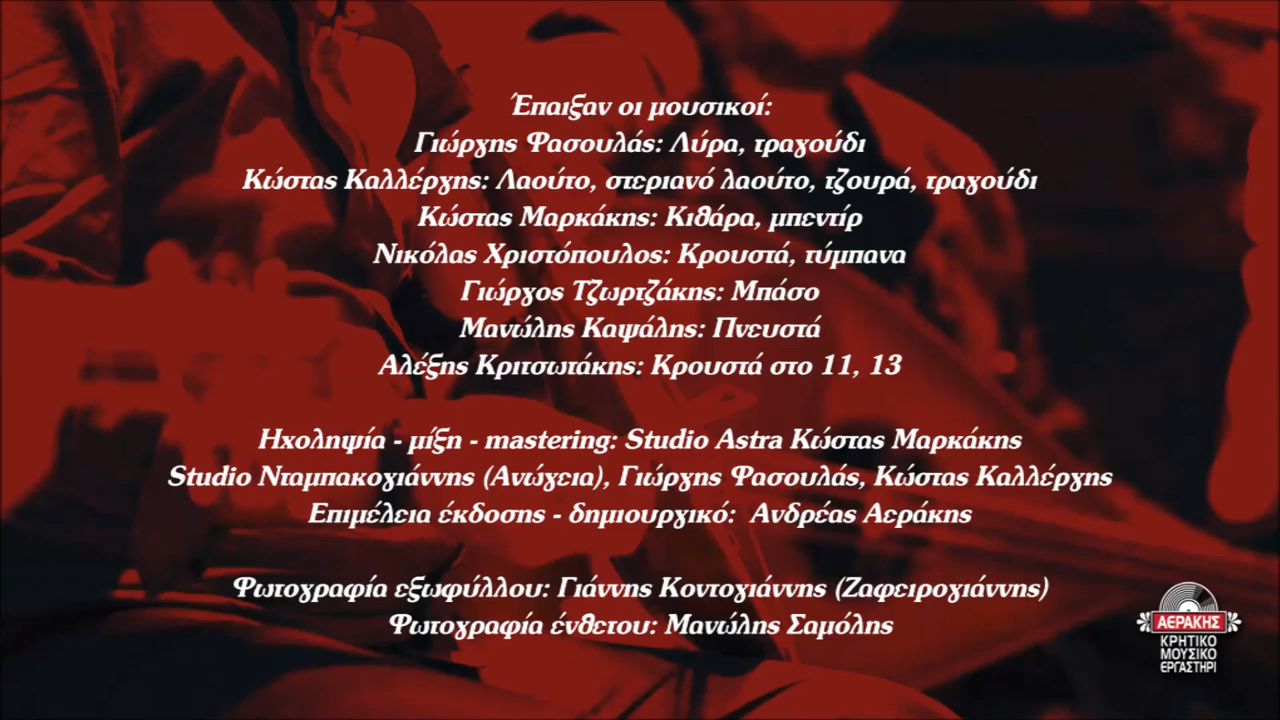 Έπαιξαν οι μουσικοί:
Γιώργης Φασουλάς: Λύρα, τραγούδι
Κώστας Καλλέργης: Λαούτο, στεριανό λαούτο, τζουρά, τραγούδι
Κώστας Μαρκάκης: Κιθάρα, μπεντίρ
Νικόλας Χριστόπουλος: Κρουστά, τύμπανα
Γιώργος Τζωρτζάκης: Μπάσο
Μανώλης Καψάλης: Πνευστά
Αλέξης Κριτσωτάκης: Κρουστά στο 11, 13
Ηχοληψία - μίξη - mastering: Studio Astra Κώστας Μαρκάκης
Studio Νταμπακογιάννης (Ανώγεια), Γιώργης Φασουλάς, Κώστας Καλλέργης
Επιμέλεια έκδοσης - δημιουργικό: Ανδρέας Αεράκης
Φωτογραφία εξωφύλλου: Γιάννης Κοντογιάννης (Ζαφειρογιάννης)
Φωτογραφία ένθετου: Μανώλης Σαμόλης
ΑΕΡΑΚΗΣ
ΚΡΗΤΙΚΟ
ΜΟΥΣΙΚΟ
ΕΡΓΑΣΤΗΡΙ